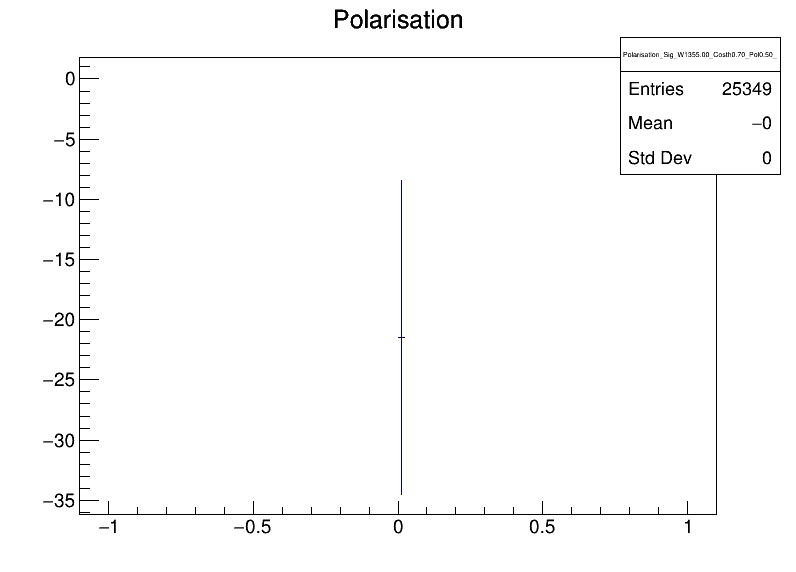 Polarisation
Polarisation_Sig_W1355.00_Costh0.70_Pol0.50_
Entries 25349
Mean −0
Std Dev 0
0
−5
−10
−15
−20
−25
−30
−35
−1 −0.5 0 0.5 1